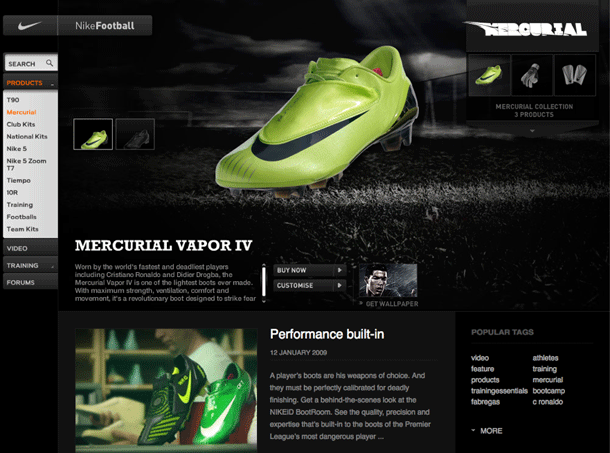 NikeFootball
SEARCH
PRODUCTS
T90
Mercurial
Club Kits
National Kits
Nike 5
Nike 5 Zoom
T7
Tiempo
10R
Training
Footballs
Team Kits
VIDEO
TRAINING
FORUMS
MERCURIAL
MERCURIAL COLLECTION
3 PRODUCTS
MERCURIAL VAPOR IV
Worn by the world's fastest and deadliest players
including Cristiano Ronaldo and Didier Drogba, the
Mercurial Vapor IV is one of the lightest boots ever made.
With maximum strength, ventilation, comfort and
movement, it's a revolutionary boot designed to strike fear
BUY NOW
CUSTOMISE
GET WALLPAPER
Performance built-in
12 JANUARY 2009
A player's boots are his weapons of choice. And
they must be perfectly calibrated for deadly
finishing. Get a behind-the-scenes look at the
NIKEID BootRoom. See the quality, precision and
expertise that's built-in to the boots of the Premier
League's most dangerous player ...
POPULAR TAGS
video athletes
feature training
products mercurial
trainingessentials bootcamp
fabregas c ronaldo
MORE